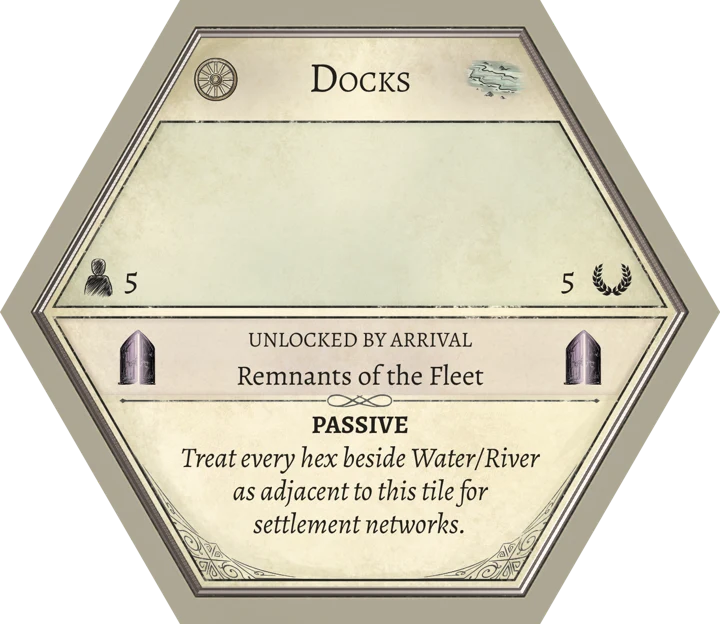 Docks
5 5
UNLOCKED BY ARRIVAL
Remnants of the Fleet
PASSIVE
Treat every hex beside Water/River
as adjacent to this tile for
settlement networks.